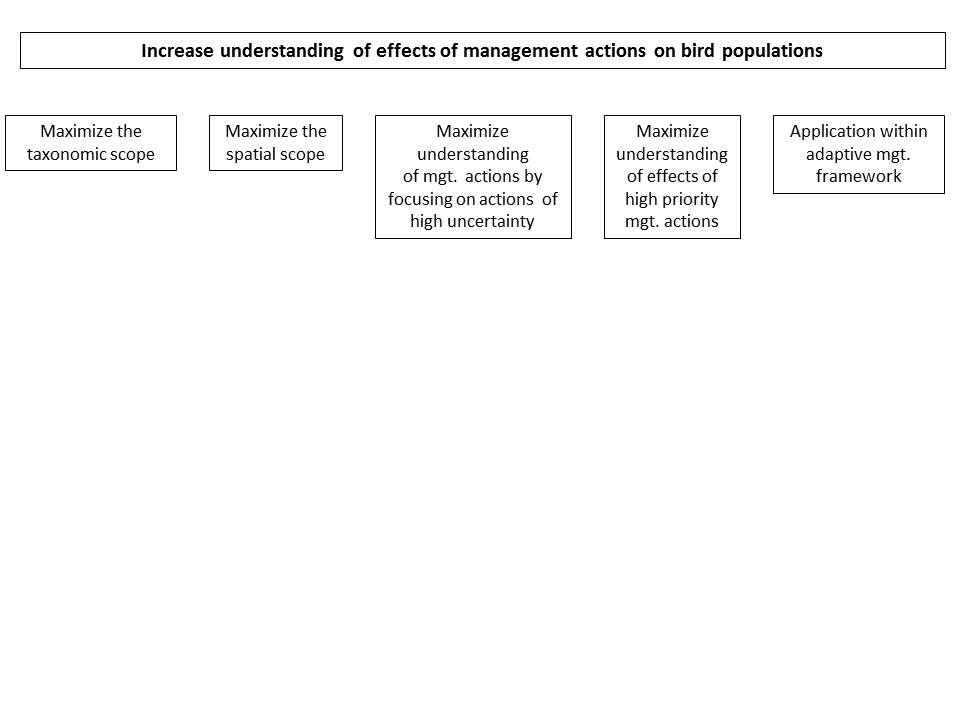 Increase understanding of effects of management actions on bird populations
Maximize the
taxonomic scope
Maximize the
spatial scope
Maximize
understanding
of mgt. actions by
focusing on actions of
high uncertainty
Maximize
understanding
of effects of
high priority
mgt. actions
Application within
adaptive mgt.
framework